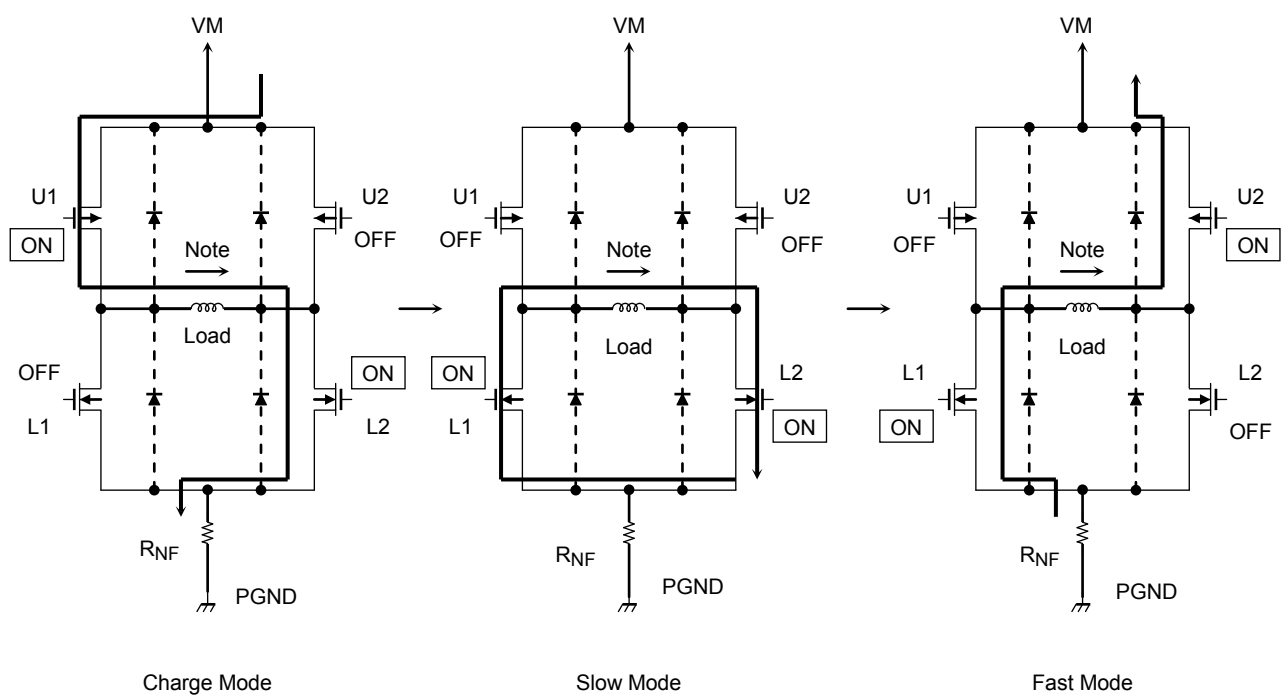 VM
U1
ON
U2
OFF
Note
Load
OFF
L1
ON
L2
RNF
PGND
Charge Mode
VM
U1
OFF
U2
OFF
Note
Load
ON
L1
L2
ON
RNF
PGND
Slow Mode
VM
U1
OFF
U2
ON
Note
Load
L1
ON
L2
OFF
RNF
PGND
Fast Mode